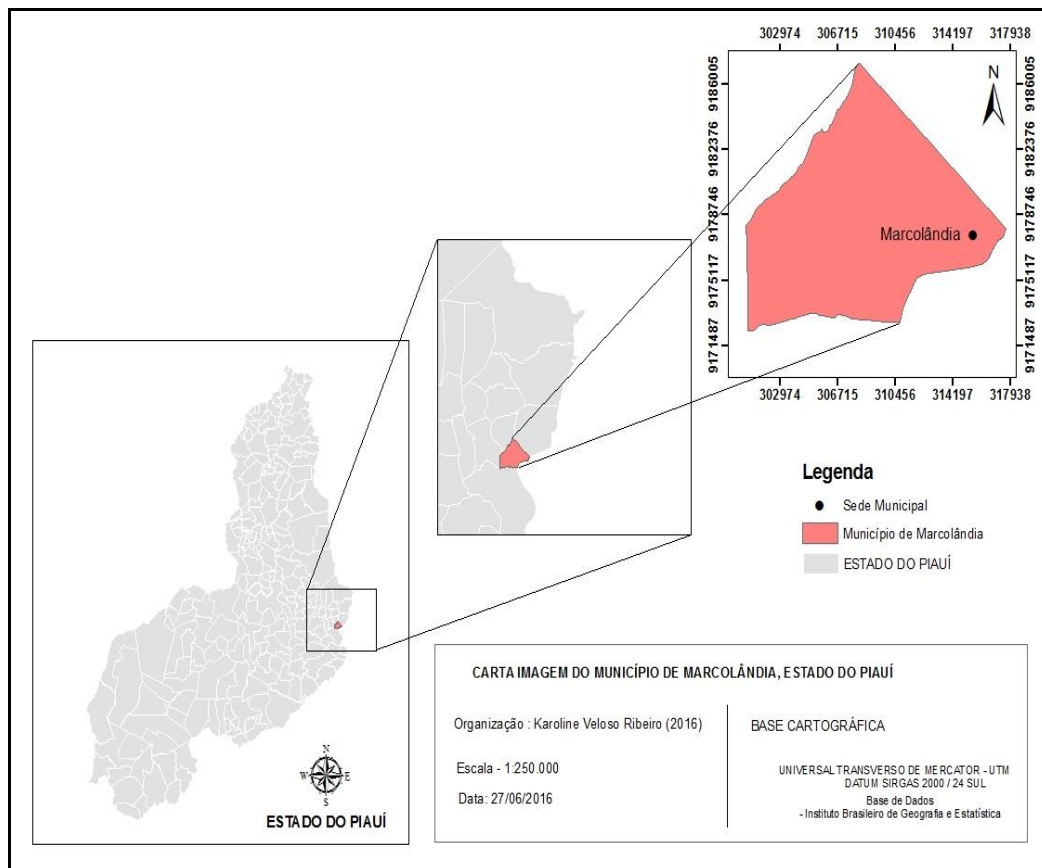 302974 306715 310456 314197 317938
9186005
9182376
9178746
9175117
9171487
N
Marcolândia
9186005
9182376
9178746
9175117
9171487
302974 306715 310456 314197 317938
Legenda
Sede Municipal
Município de Marcolândia
ESTADO DO PIAUÍ
N
W E
S
ESTADO DO PIAUÍ
CARTA IMAGEM DO MUNICÍPIO DE MARCOLÂNDIA, ESTADO DO PIAUÍ
Organização : Karoline Veloso Ribeiro (2016)
Escala - 1:250.000
Data: 27/06/2016
BASE CARTOGRÁFICA
UNIVERSAL TRANSVERSO DE MERCATOR - UTM
DATUM SIRGAS 2000 / 24 SUL
Base de Dados
- Instituto Brasileiro de Geografia e Estatística